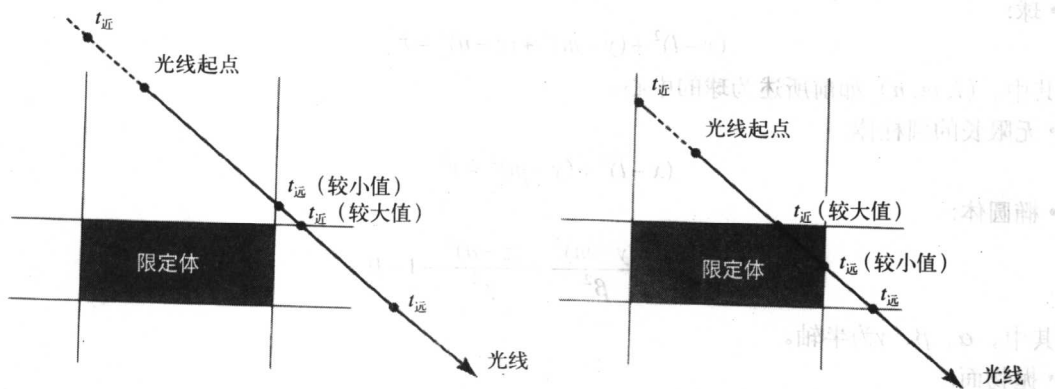 t近
光线起点
t远（较小值）
t近（较大值）
限定体
t远
光线
t近
光线起点
t近（较大值）
限定体
t远（较小值）
t远
光线